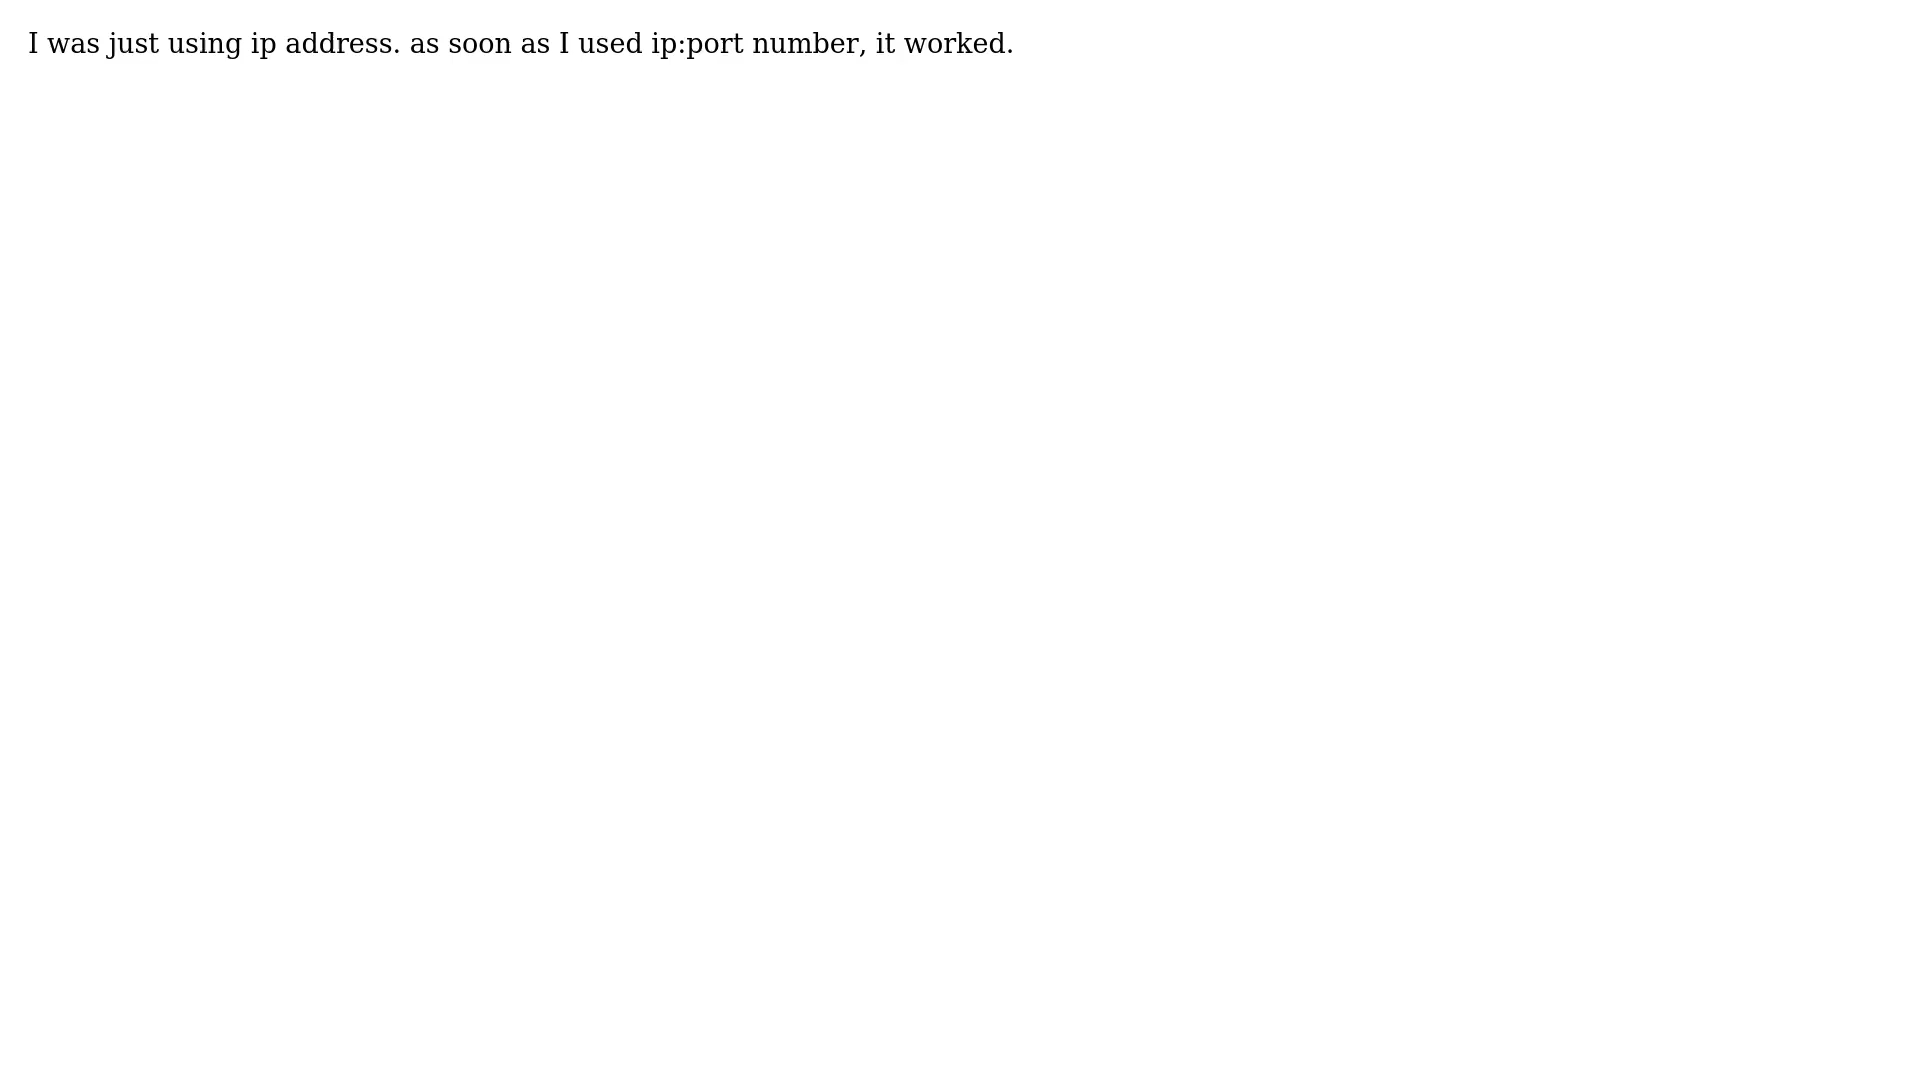 I was just using ip address. as soon as I used ip:port number, it worked.